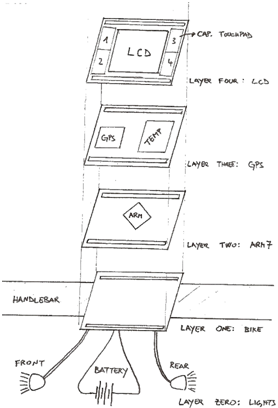 1
LCD
3
CAP. TOUCHPAD
2
4
LAYER FOUR: LCD
GPS
TEMP
LAYER THREE: GPS
ARM
LAYER TWO: ARM7
HANDLEBAR
LAYER ONE: BIKE
FRONT
BATTERY
REAR
LAYER ZERO: LIGHTS